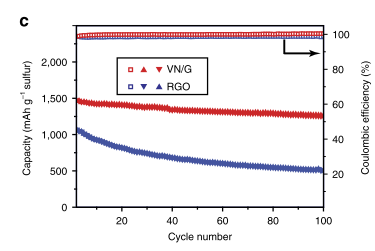 c
2,000
1,500
1,000
500
0
100
80
60
40
20
VN/G
RGO
20
40
60
80
100
Capacity (mAh g⁻¹ sulfur)
Coulombic efficiency (%)
Cycle number